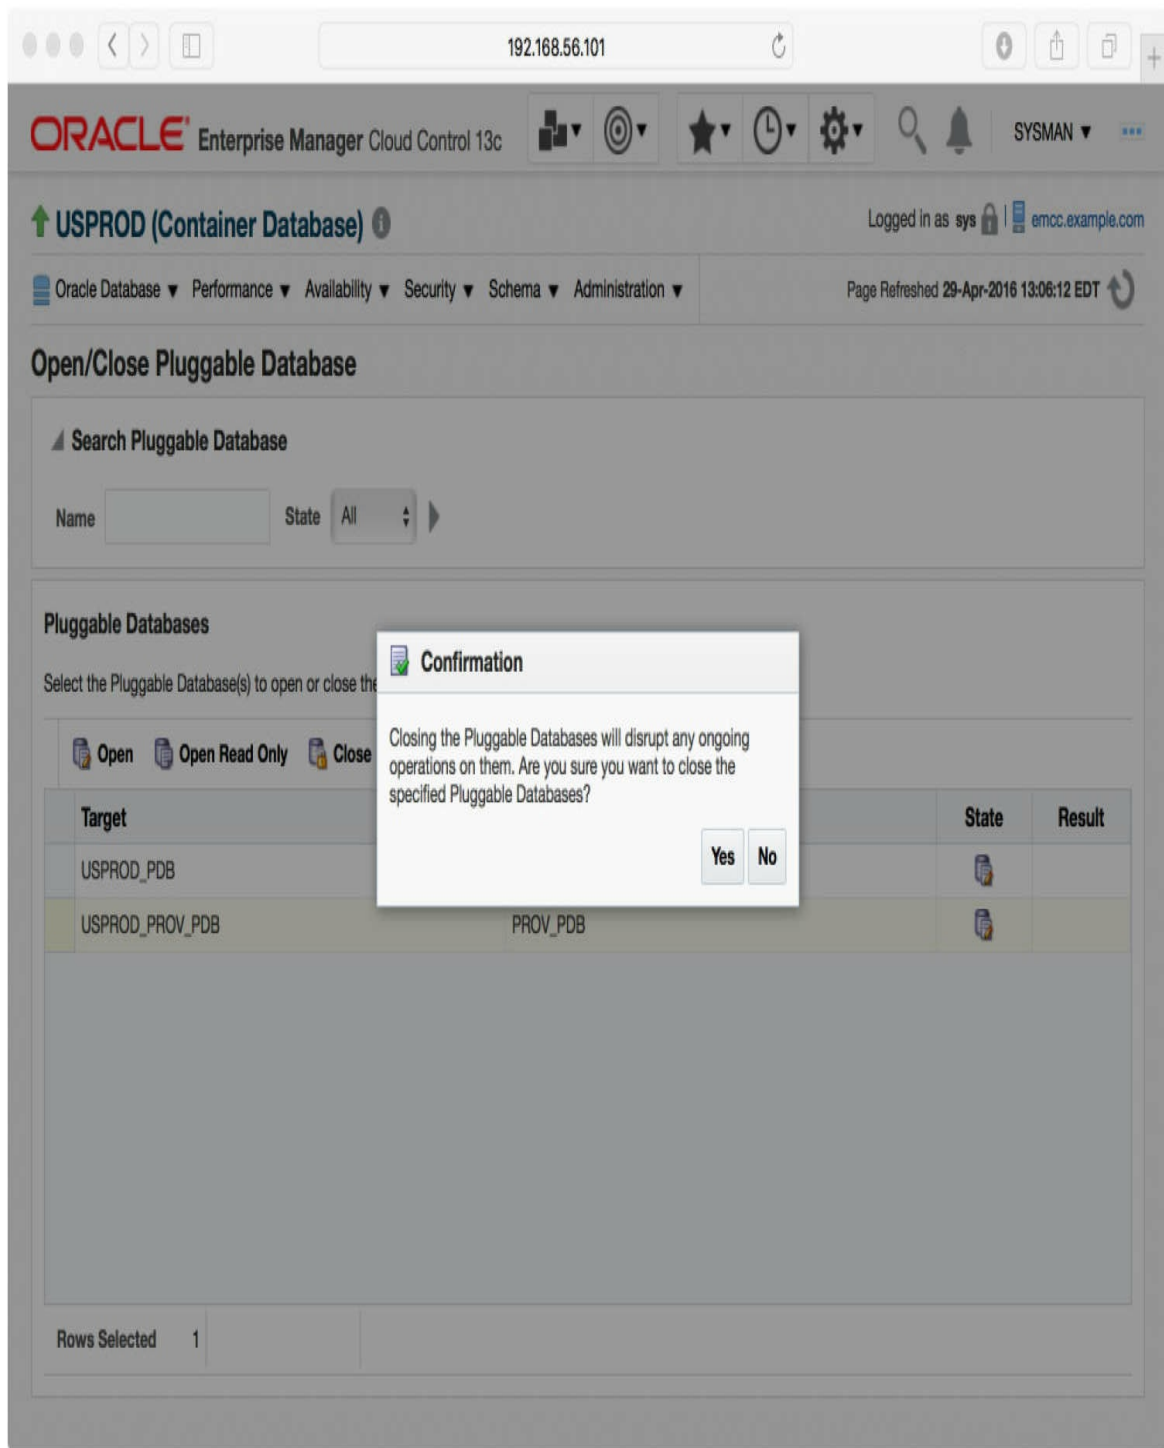 192.168.56.101
ORACLE Enterprise Manager Cloud Control 13c
SYSMAN
USPROD (Container Database)
Logged in as sys
emcc.example.com
Oracle Database Performance Availability Security Schema Administration
Page Refreshed 29-Apr-2016 13:06:12 EDT
Open/Close Pluggable Database
Search Pluggable Database
Name
State All
Pluggable Databases
Select the Pluggable Database(s) to open or close the
Open Open Read Only Close
Confirmation
Closing the Pluggable Databases will disrupt any ongoing
operations on them. Are you sure you want to close the
specified Pluggable Databases?
Yes No
Target State Result
USPROD_PDB
USPROD_PROV_PDB PROV_PDB
Rows Selected 1